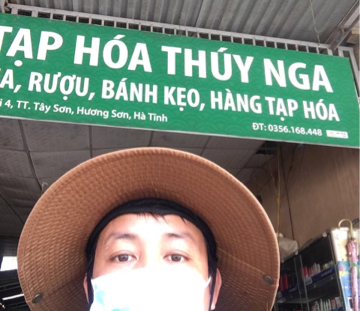 TẠP HÓA THÚY NGA
RƯỢU, BÁNH KẸO, HÀNG TẠP HÓA
4, TT. Tây Sơn, Hương Sơn, Hà Tĩnh
ĐT: 0356.168.448